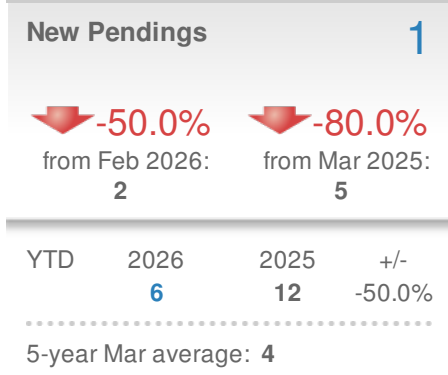 New Pendings 1
-50.0% -80.0%
from Feb 2026: from Mar 2025:
2 5
YTD 2026 2025 +/-
6 12 -50.0%
5-year Mar average: 4